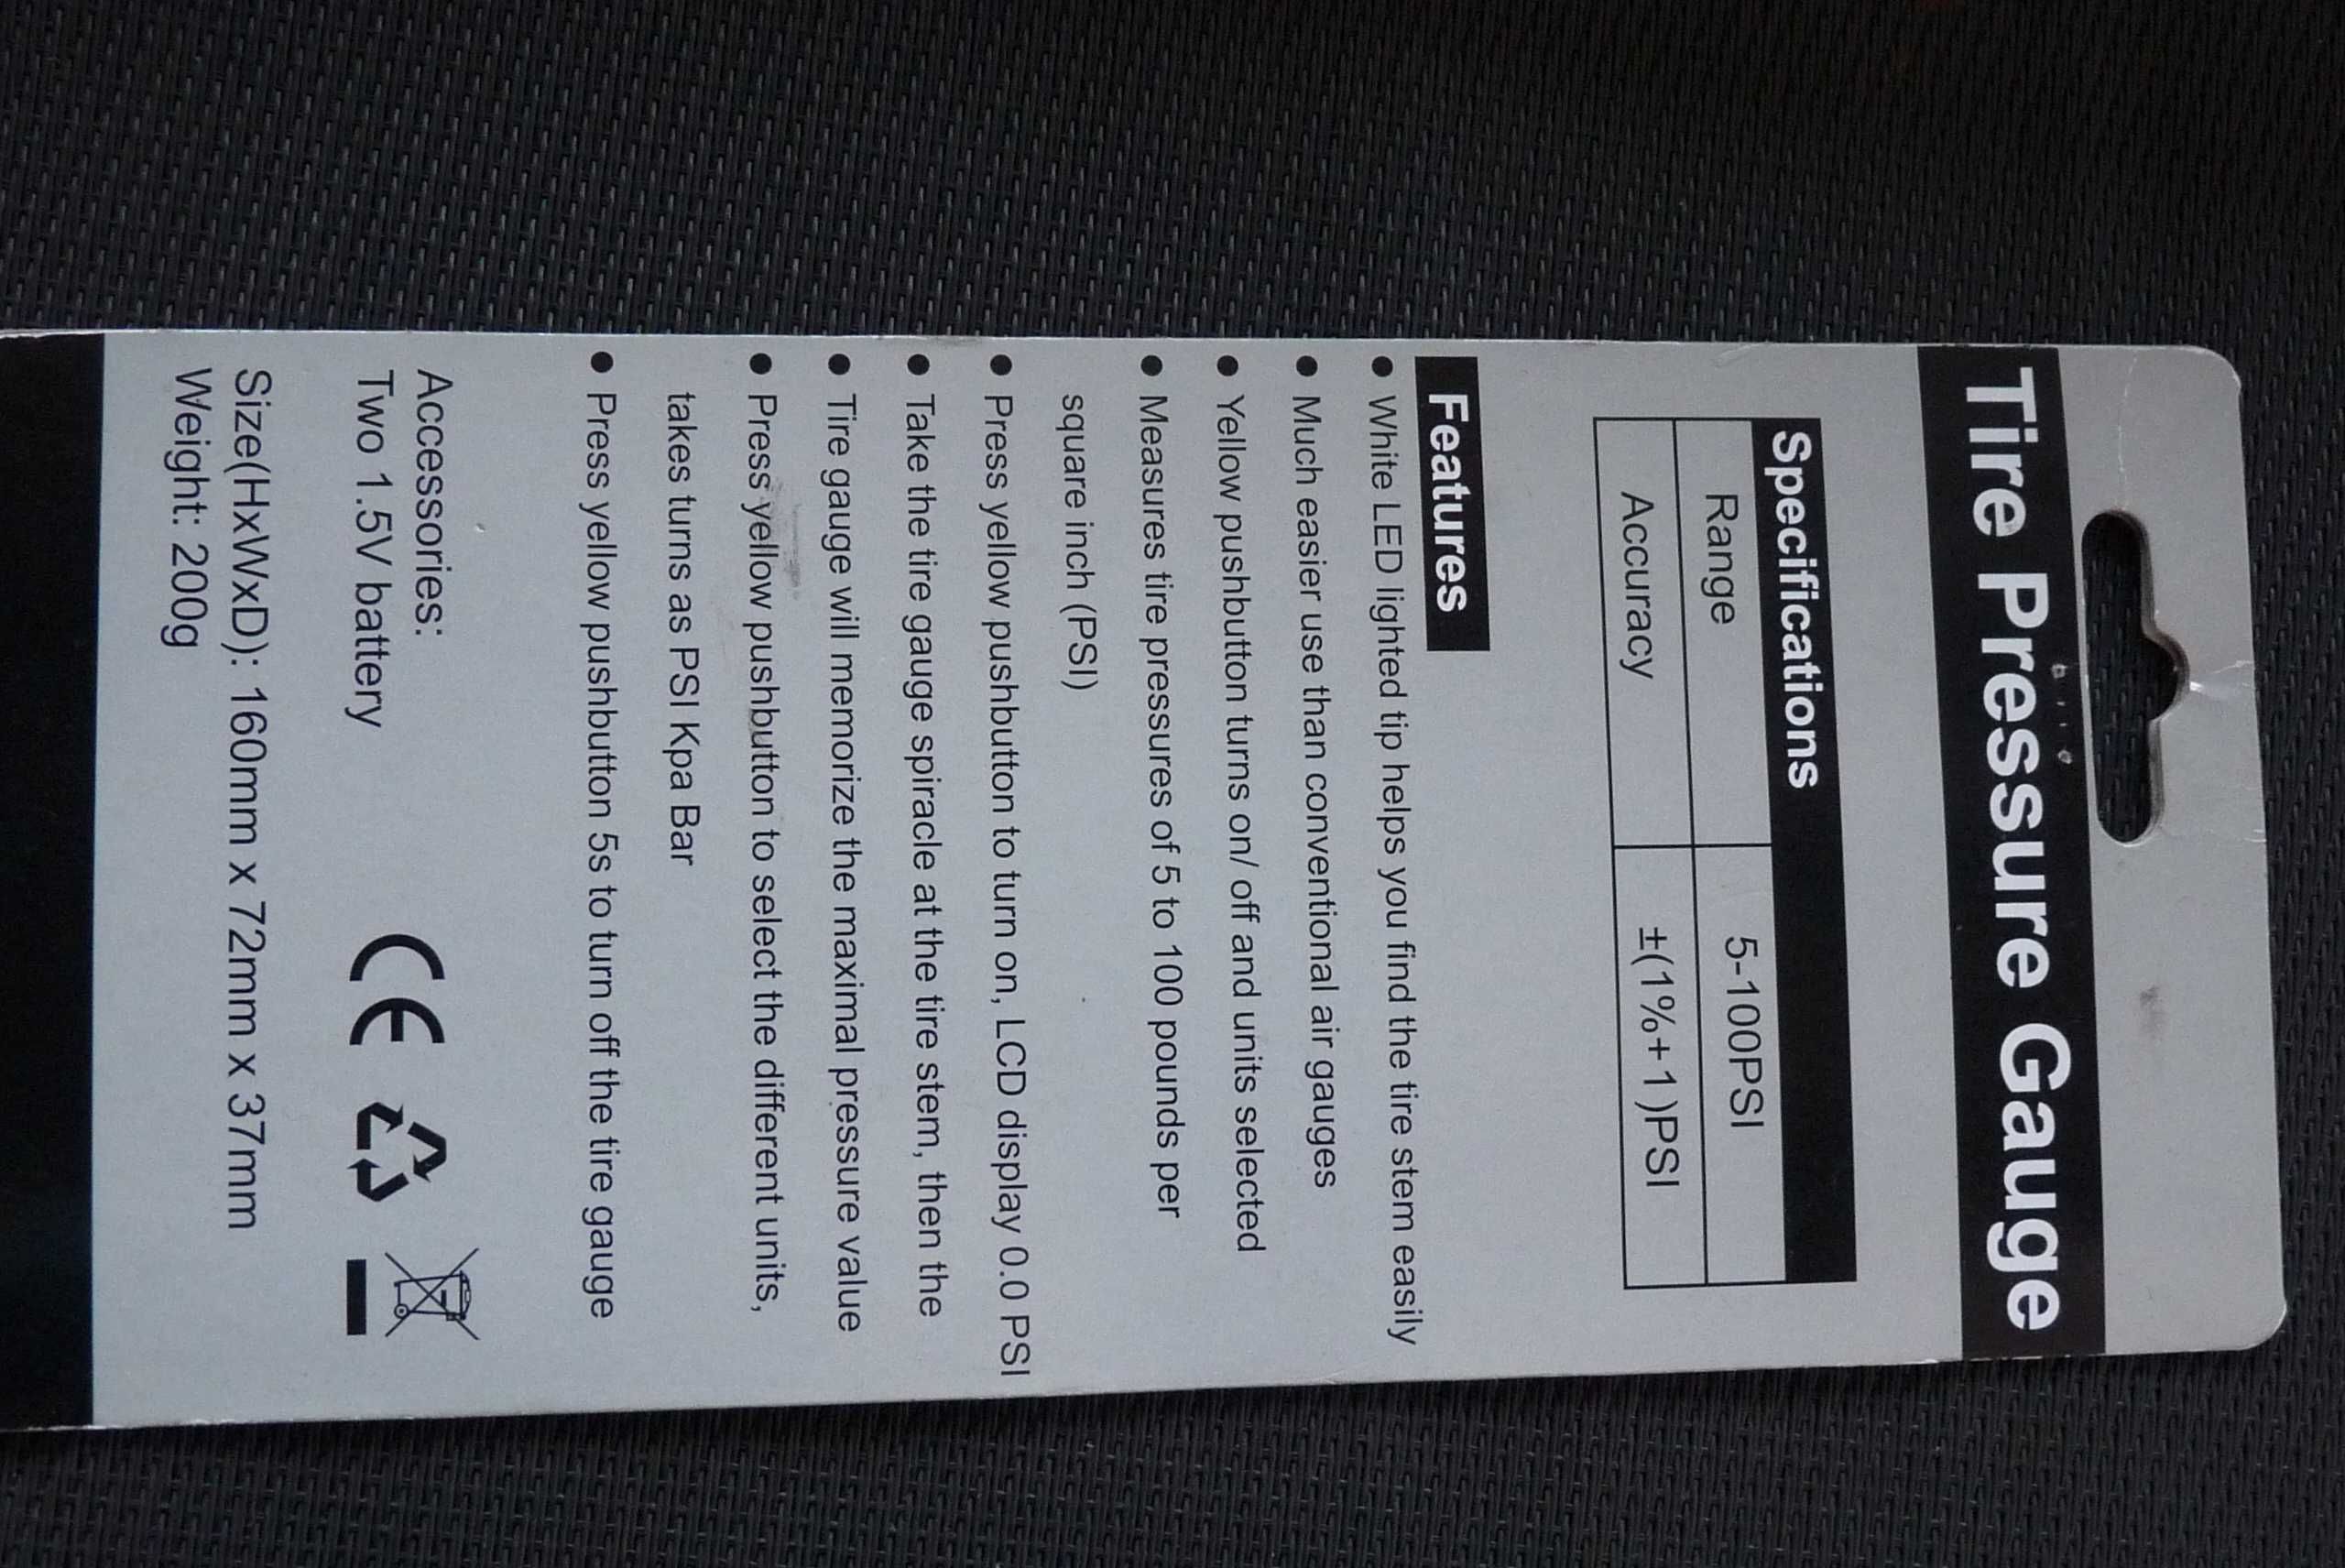 Tire Pressure Gauge
Specifications
Range 5-100PSI
Accuracy ±(1%+1)PSI
Features
● White LED lighted tip helps you find the tire stem easily
● Much easier use than conventional air gauges
● Yellow pushbutton turns on/ off and units selected
● Measures tire pressures of 5 to 100 pounds per
square inch (PSI)
● Press yellow pushbutton to turn on, LCD display 0.0 PSI
● Take the tire gauge spiracle at the tire stem, then the
● Tire gauge will memorize the maximal pressure value
● Press yellow pushbutton to select the different units,
takes turns as PSI Kpa Bar
● Press yellow pushbutton 5s to turn off the tire gauge
Accessories:
Two 1.5V battery
CE
Size(HxWxD): 160mm x 72mm x 37mm
Weight: 200g